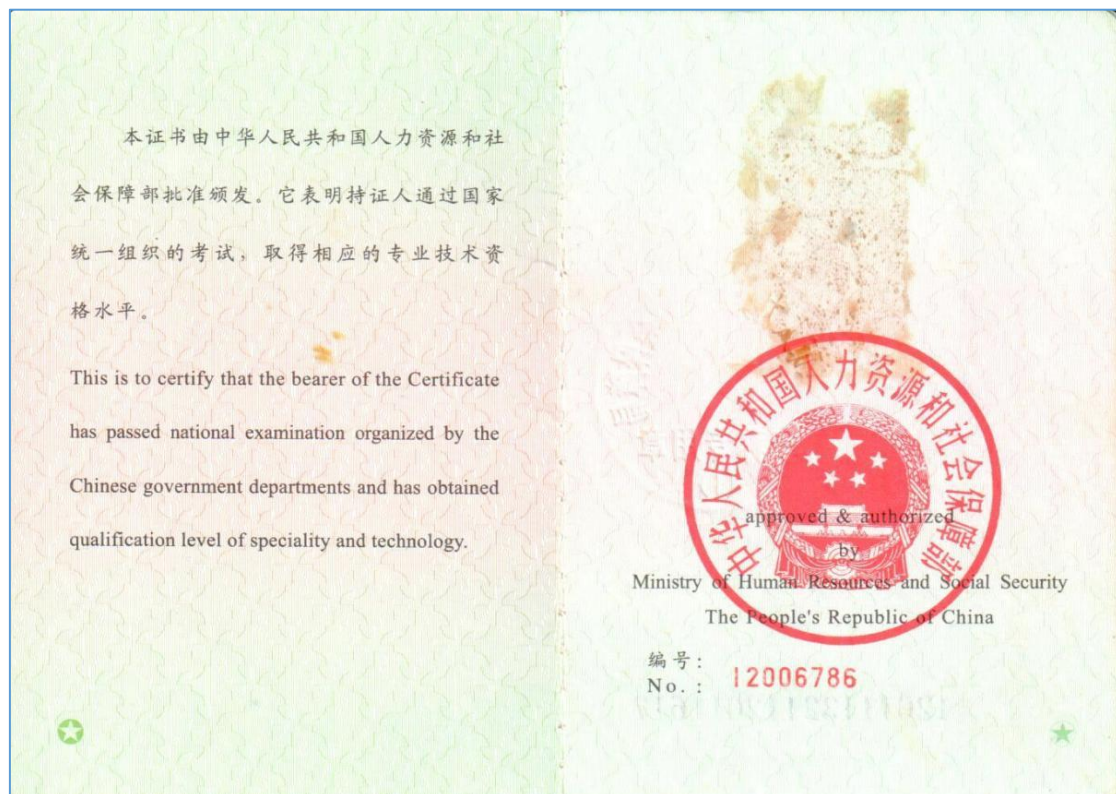 本证书由中华人民共和国人力资源和社
会保障部批准颁发。它表明持证人通过国家
统一组织的考试，取得相应的专业技术资
格水平。
This is to certify that the bearer of the Certificate
has passed national examination organized by the
Chinese government departments and has obtained
qualification level of speciality and technology.
中华人民共和国人力资源和社会保障部
approved & authorized
by
Ministry of Human Resources and Social Security
The People's Republic of China
编号：
No. : 12006786